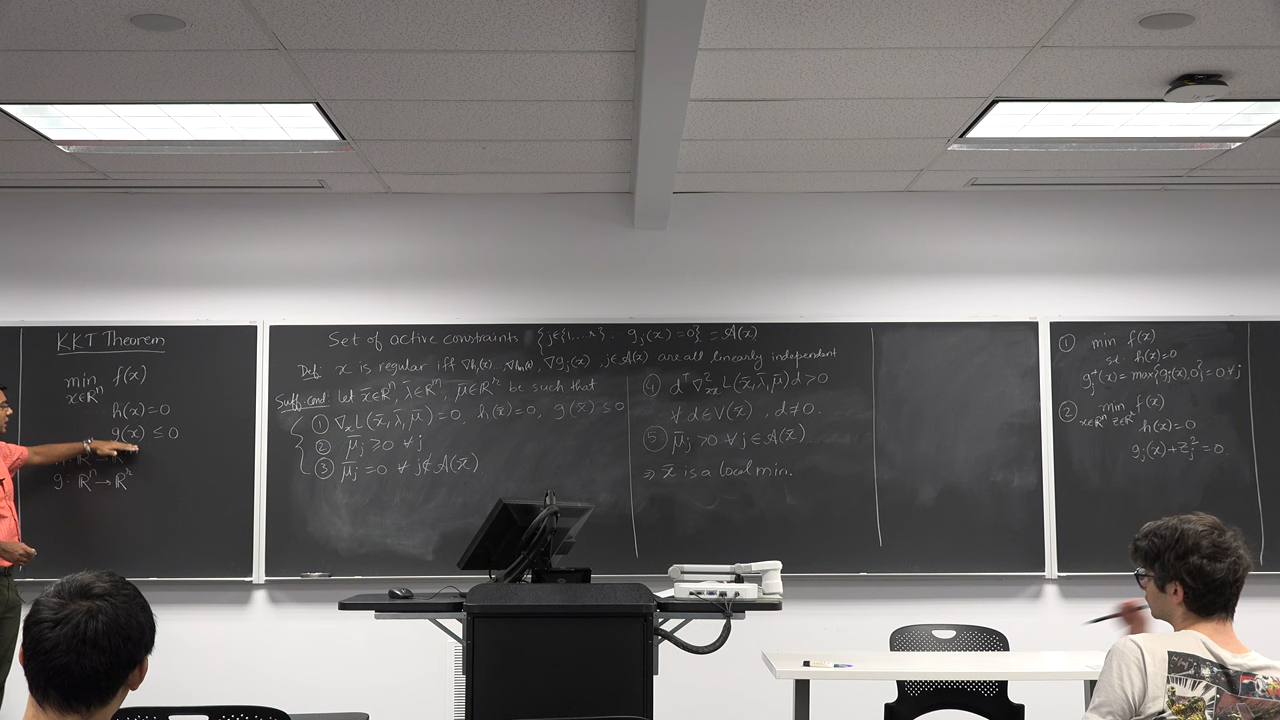 KKT Theorem
min f(x)
x∈ℝⁿ
h(x)=0
g(x) ≤ 0
g: ℝⁿ → ℝʳ
Set of active constraints {j∈{1,...r}. gⱼ(x)=0} = A(x)
Def: x is regular iff ∇h₁(x)...∇hₘ(x), ∇gⱼ(x) j∈A(x) are all linearly independent
Suff cond: let x̄∈ℝⁿ, λ̄∈ℝᵐ, μ̄∈ℝʳ be such that
① ∇ₓL(x̄,λ̄,μ̄)=0, h(x̄)=0, g(x̄)≤0
② μ̄ⱼ ≥0 ∀ j
③ μ̄ⱼ =0 ∀ j∉A(x̄)
④ dᵀ∇²ₓₓL(x̄,λ̄,μ̄)d>0
∀ d∈V(x̄), d≠0.
⑤ μ̄ⱼ >0 ∀ j∈A(x̄)
⇒ x̄ is a local min.
① min f(x)
s.t. h(x)=0
gⱼ⁺(x)=max{gⱼ(x),0}=0 ∀j
② min f(x)
x∈ℝⁿ z∈ℝʳ
h(x)=0
gⱼ(x)+zⱼ²=0